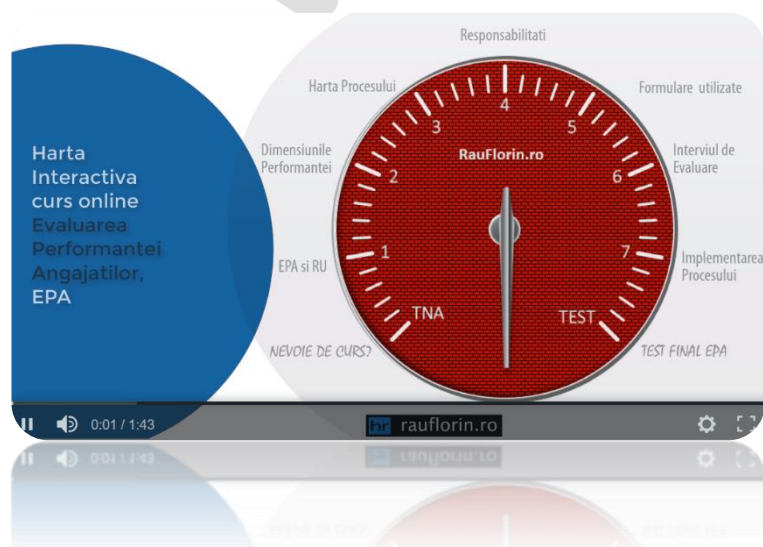 Harta
Interactiva
curs online
Evaluarea
Performantei
Angajatilor,
EPA
Responsabilitati
Harta Procesului
Formulare utilizate
Dimensiunile
Performantei
Interviul de
Evaluare
EPA si RU
Implementarea
Procesului
NEVOIE DE CURS?
TEST FINAL EPA
RauFlorin.ro
1
2
3
4
5
6
7
TNA
TEST
0:01 / 1:43
hr rauflorin.ro